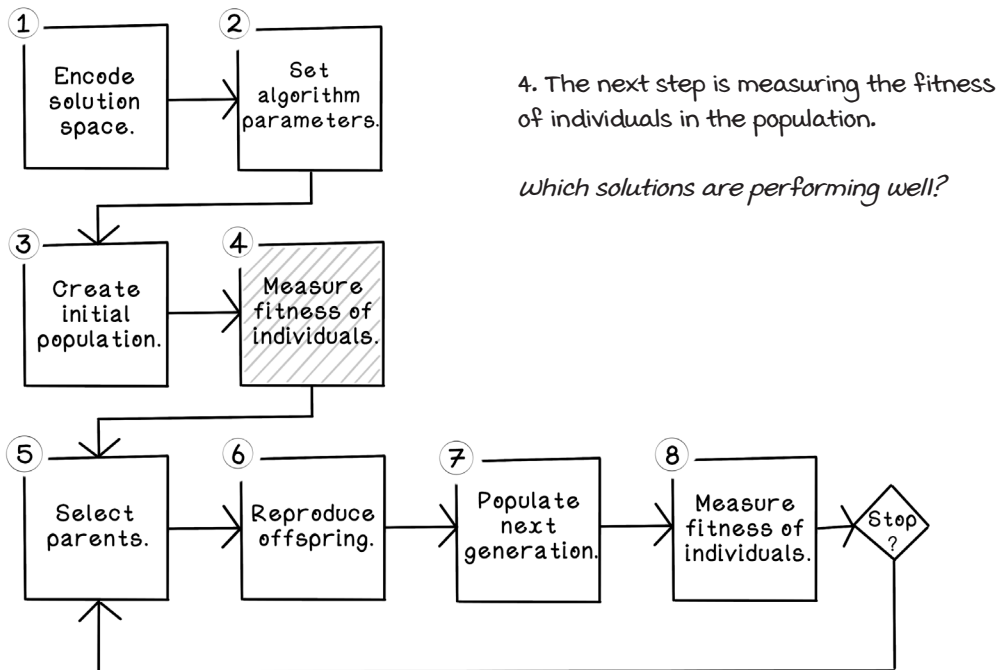 1
Encode
solution
space.
2
Set
algorithm
parameters.
4. The next step is measuring the fitness
of individuals in the population.
Which solutions are performing well?
3
Create
initial
population.
4
Measure
fitness of
individuals.
5
Select
parents.
6
Reproduce
offspring.
7
Populate
next
generation.
8
Measure
fitness of
individuals.
Stop
?